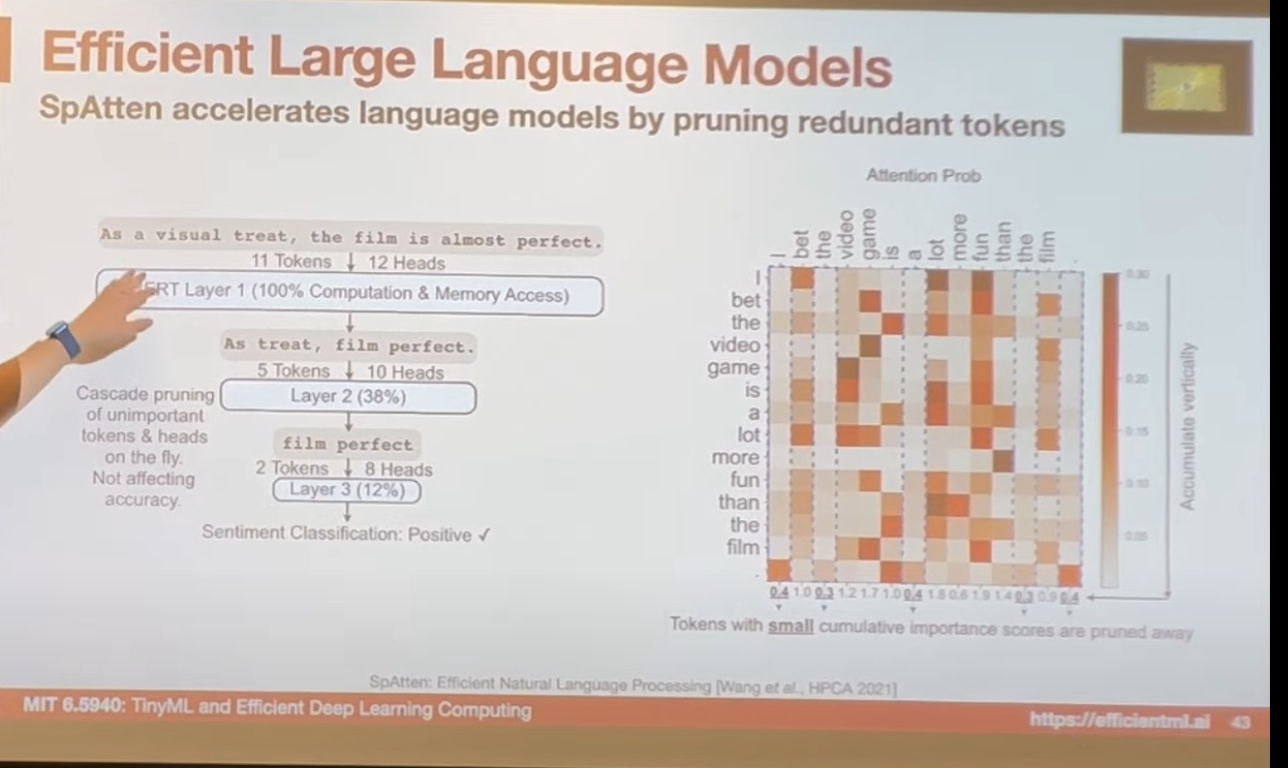 Efficient Large Language Models
SpAtten accelerates language models by pruning redundant tokens
As a visual treat, the film is almost perfect.
11 Tokens
12 Heads
RT Layer 1 (100% Computation & Memory Access)
As treat, film perfect.
5 Tokens
10 Heads
Layer 2 (38%)
film perfect
2 Tokens
8 Heads
Layer 3 (12%)
Sentiment Classification: Positive ✓
Cascade pruning
of unimportant
tokens & heads
on the fly.
Not affecting
accuracy.
Attention Prob
I bet the video game is a lot more fun than the film .
I
bet
the
video
game
is
a
lot
more
fun
than
the
film
.
0.4 1.0 0.3 1.2 1.7 1.0 0.4 1.8 0.6 1.9 1.4 0.3 0.9 0.4
0.30
0.25
0.20
0.15
0.10
0.05
Accumulate vertically
Tokens with small cumulative importance scores are pruned away
SpAtten: Efficient Natural Language Processing [Wang et al., HPCA 2021]
MIT 6.5940: TinyML and Efficient Deep Learning Computing
https://efficientml.ai 43